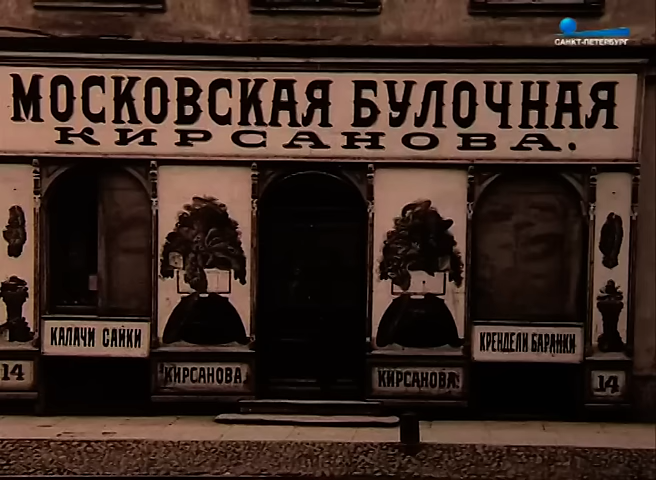 САНКТ-ПЕТЕРБУРГ
МОСКОВСКАЯ БУЛОЧНАЯ
КИРСАНОВА.
КАЛАЧИ САЙКИ
КРЕНДЕЛИ БАРАНКИ
14
КИРСАНОВА.
КИРСАНОВА.
14